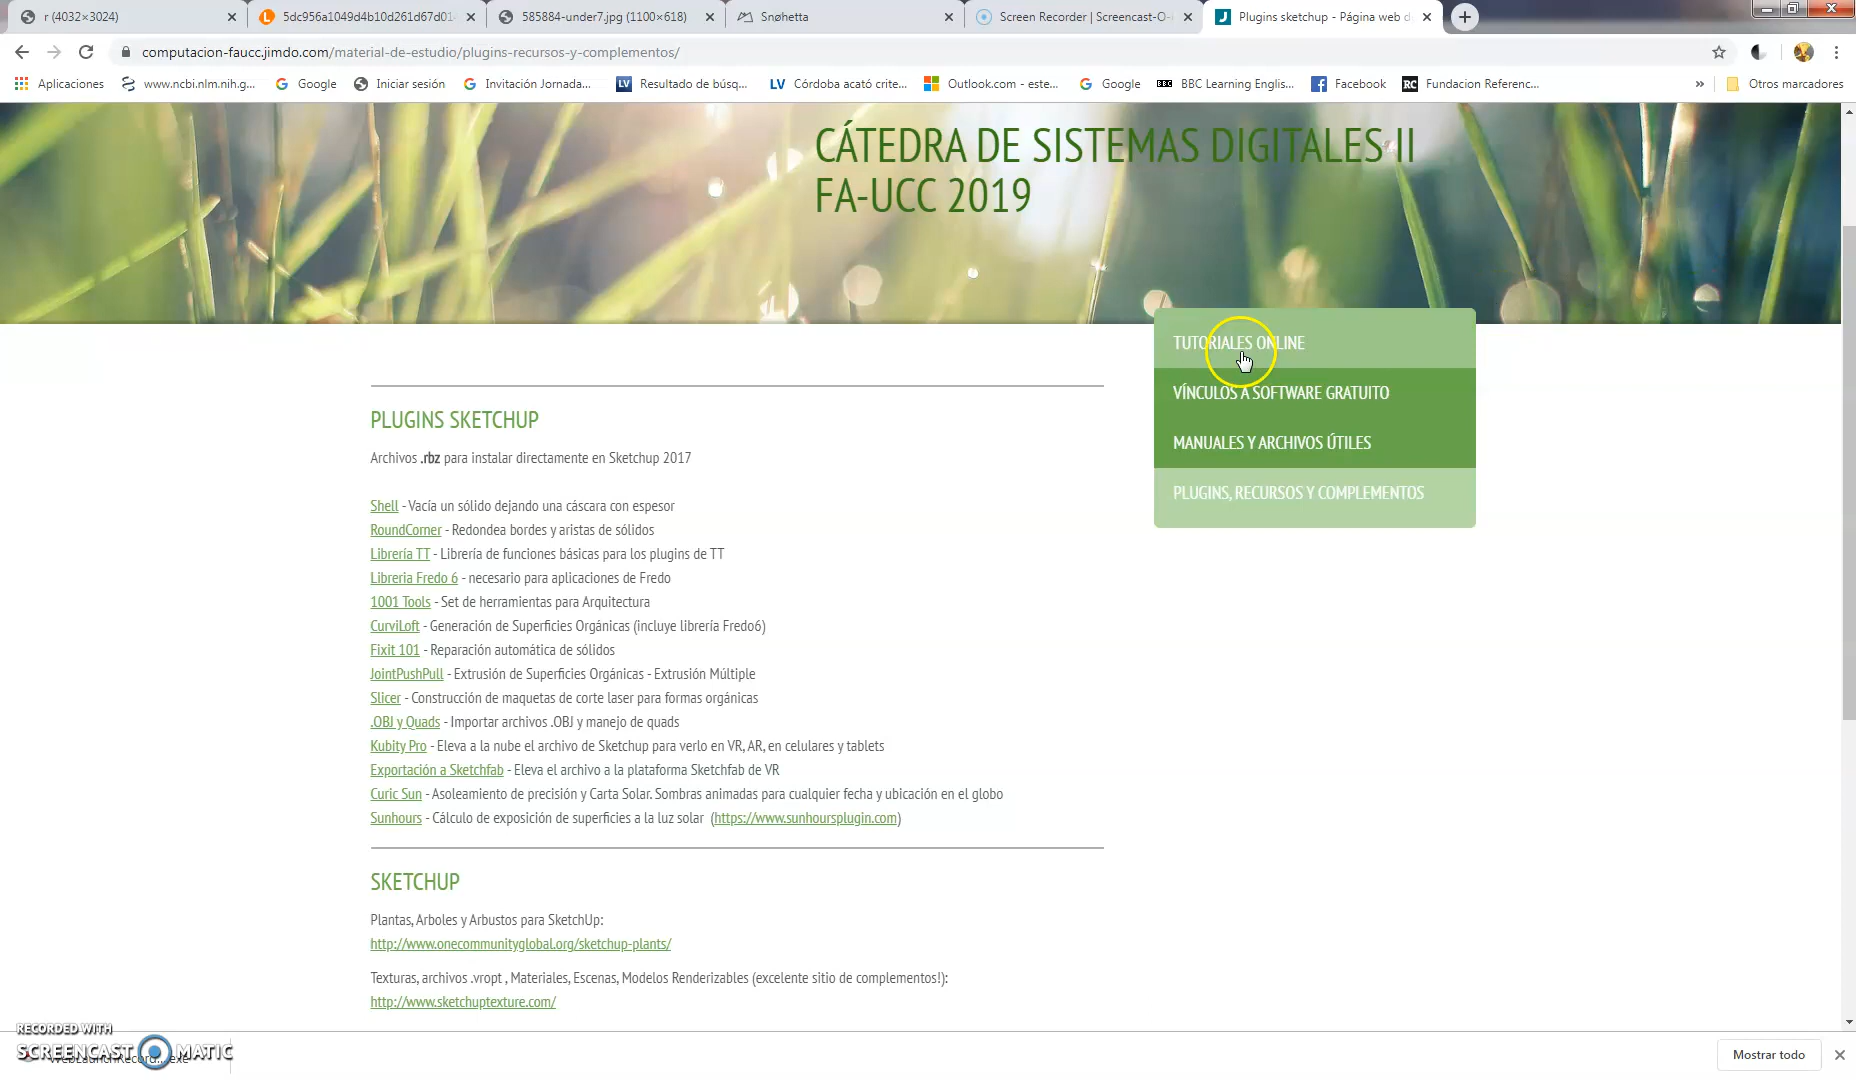 r (4032×3024)
5dc956a1049d4b10d261d67d01
585884-under7.jpg (1100×618)
Snøhetta
Screen Recorder | Screencast-O-
Plugins sketchup - Página web d
computacion-faucc.jimdo.com/material-de-estudio/plugins-recursos-y-complementos/
Aplicaciones
www.ncbi.nlm.nih.g...
Google
Iniciar sesión
Invitación Jornada...
LV
Resultado de búsq...
LV
Córdoba acató crite...
Outlook.com - este...
Google
BBC
BBC Learning Englis...
Facebook
RC
Fundacion Referenc...
»
Otros marcadores
CÁTEDRA DE SISTEMAS DIGITALES II
FA-UCC 2019
TUTORIALES ONLINE
VÍNCULOS A SOFTWARE GRATUITO
MANUALES Y ARCHIVOS ÚTILES
PLUGINS, RECURSOS Y COMPLEMENTOS
PLUGINS SKETCHUP
Archivos .rbz para instalar directamente en Sketchup 2017
Shell - Vacía un sólido dejando una cáscara con espesor
RoundCorner - Redondea bordes y aristas de sólidos
Librería TT - Librería de funciones básicas para los plugins de TT
Libreria Fredo 6 - necesario para aplicaciones de Fredo
1001 Tools - Set de herramientas para Arquitectura
CurviLoft - Generación de Superficies Orgánicas (incluye librería Fredo6)
Fixit 101 - Reparación automática de sólidos
JointPushPull - Extrusión de Superficies Orgánicas - Extrusión Múltiple
Slicer - Construcción de maquetas de corte laser para formas orgánicas
.OBJ y Quads - Importar archivos .OBJ y manejo de quads
Kubity Pro - Eleva a la nube el archivo de Sketchup para verlo en VR, AR, en celulares y tablets
Exportación a Sketchfab - Eleva el archivo a la plataforma Sketchfab de VR
Curic Sun - Asoleamiento de precisión y Carta Solar. Sombras animadas para cualquier fecha y ubicación en el globo
Sunhours - Cálculo de exposición de superficies a la luz solar (https://www.sunhoursplugin.com)
SKETCHUP
Plantas, Arboles y Arbustos para SketchUp:
http://www.onecommunityglobal.org/sketchup-plants/
Texturas, archivos .vropt , Materiales, Escenas, Modelos Renderizables (excelente sitio de complementos!):
http://www.sketchuptexture.com/
RECORDED WITH
SCREENCAST MATIC
WebLaunchRecord....exe
Mostrar todo